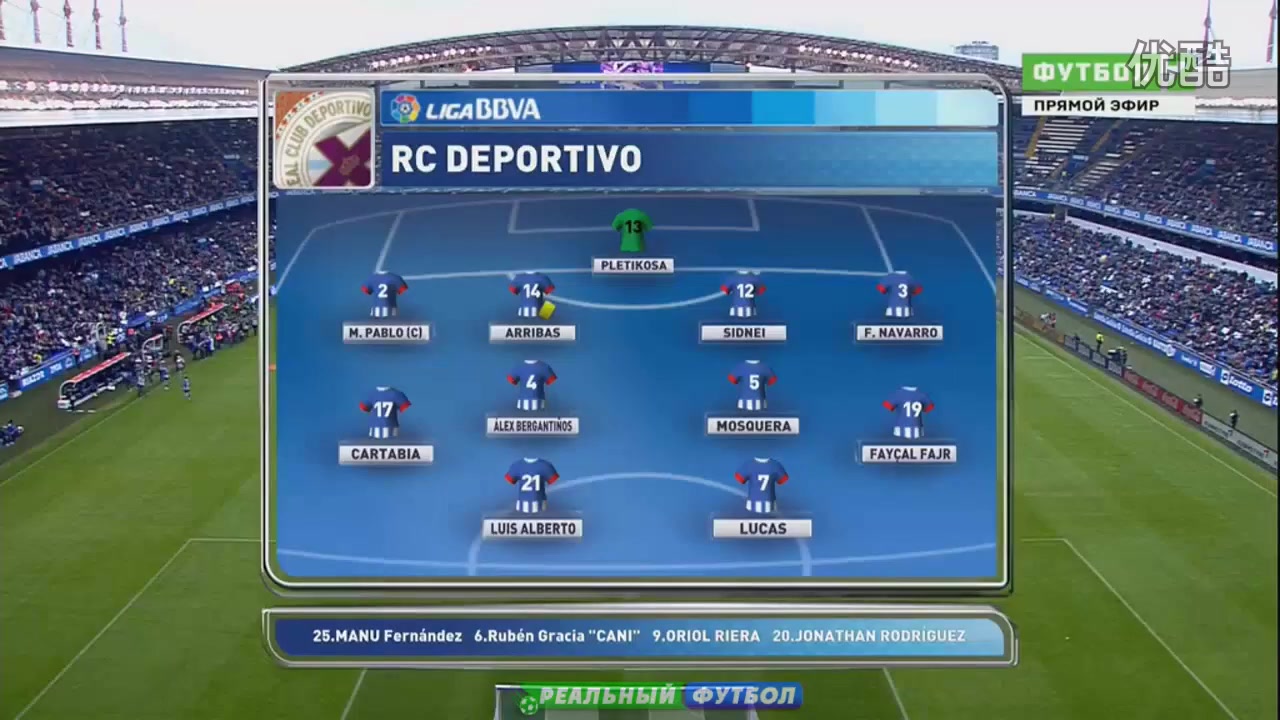 ФУТБОЛ
优酷
ПРЯМОЙ ЭФИР
LIGA BBVA
RC DEPORTIVO
13
PLETIKOSA
2 14 12 3
M. PABLO (C) ARRIBAS SIDNEI F. NAVARRO
4 5
17 19
ÁLEX BERGANTIÑOS MOSQUERA
CARTABIA FAYÇAL FAJR
21 7
LUIS ALBERTO LUCAS
25.MANU Fernández 6.Rubén Gracia "CANI" 9.ORIOL RIERA 20.JONATHAN RODRÍGUEZ
РЕАЛЬНЫЙ ФУТБОЛ